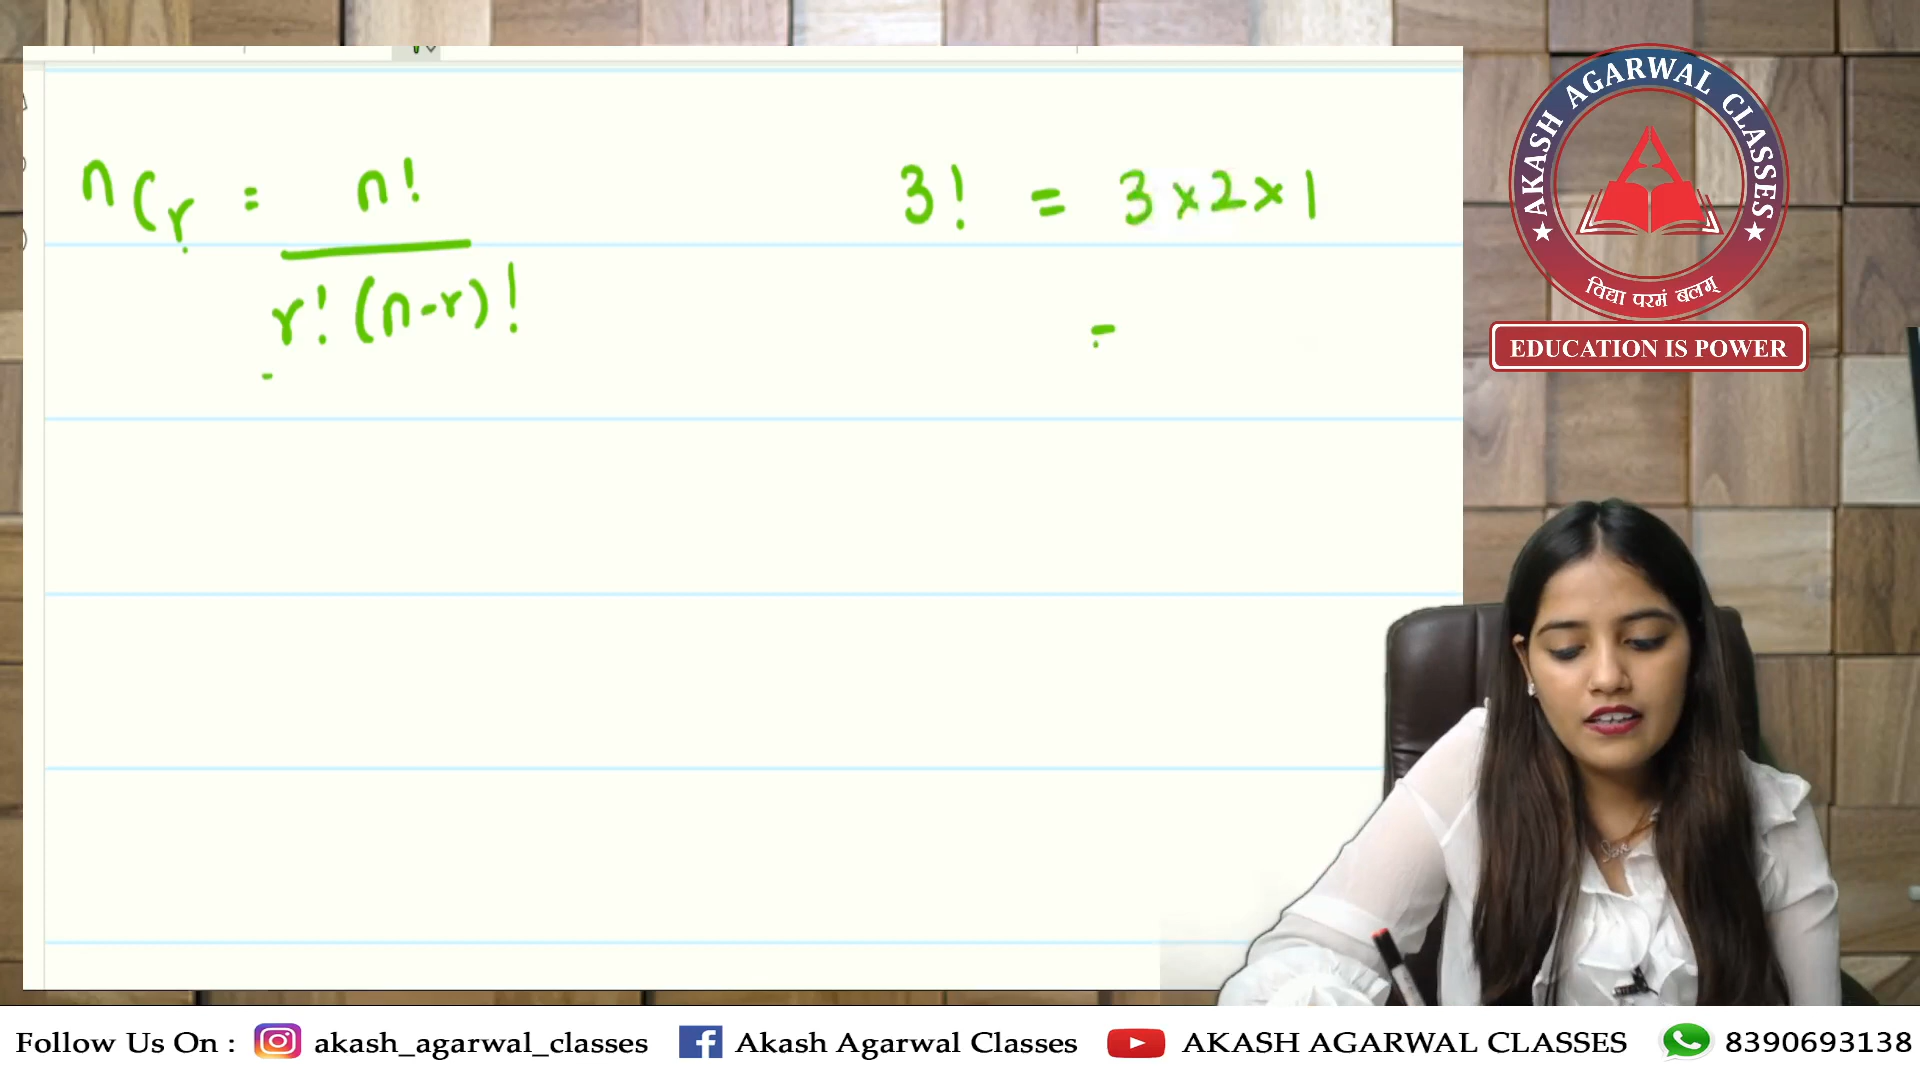 nCr = n!
r! (n-r)!
3! = 3 × 2 × 1
=
AKASH AGARWAL CLASSES
विद्या परमं बलम्
EDUCATION IS POWER
Follow Us On : akash_agarwal_classes Akash Agarwal Classes AKASH AGARWAL CLASSES 8390693138